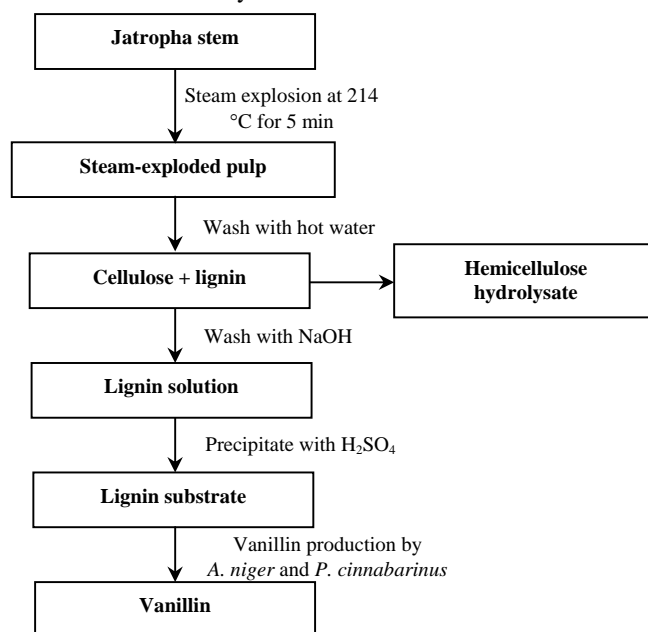 Jatropha stem
Steam explosion at 214
°C for 5 min
Steam-exploded pulp
Wash with hot water
Cellulose + lignin
Hemicellulose
hydrolysate
Wash with NaOH
Lignin solution
Precipitate with H₂SO₄
Lignin substrate
Vanillin production by
A. niger and P. cinnabarinus
Vanillin